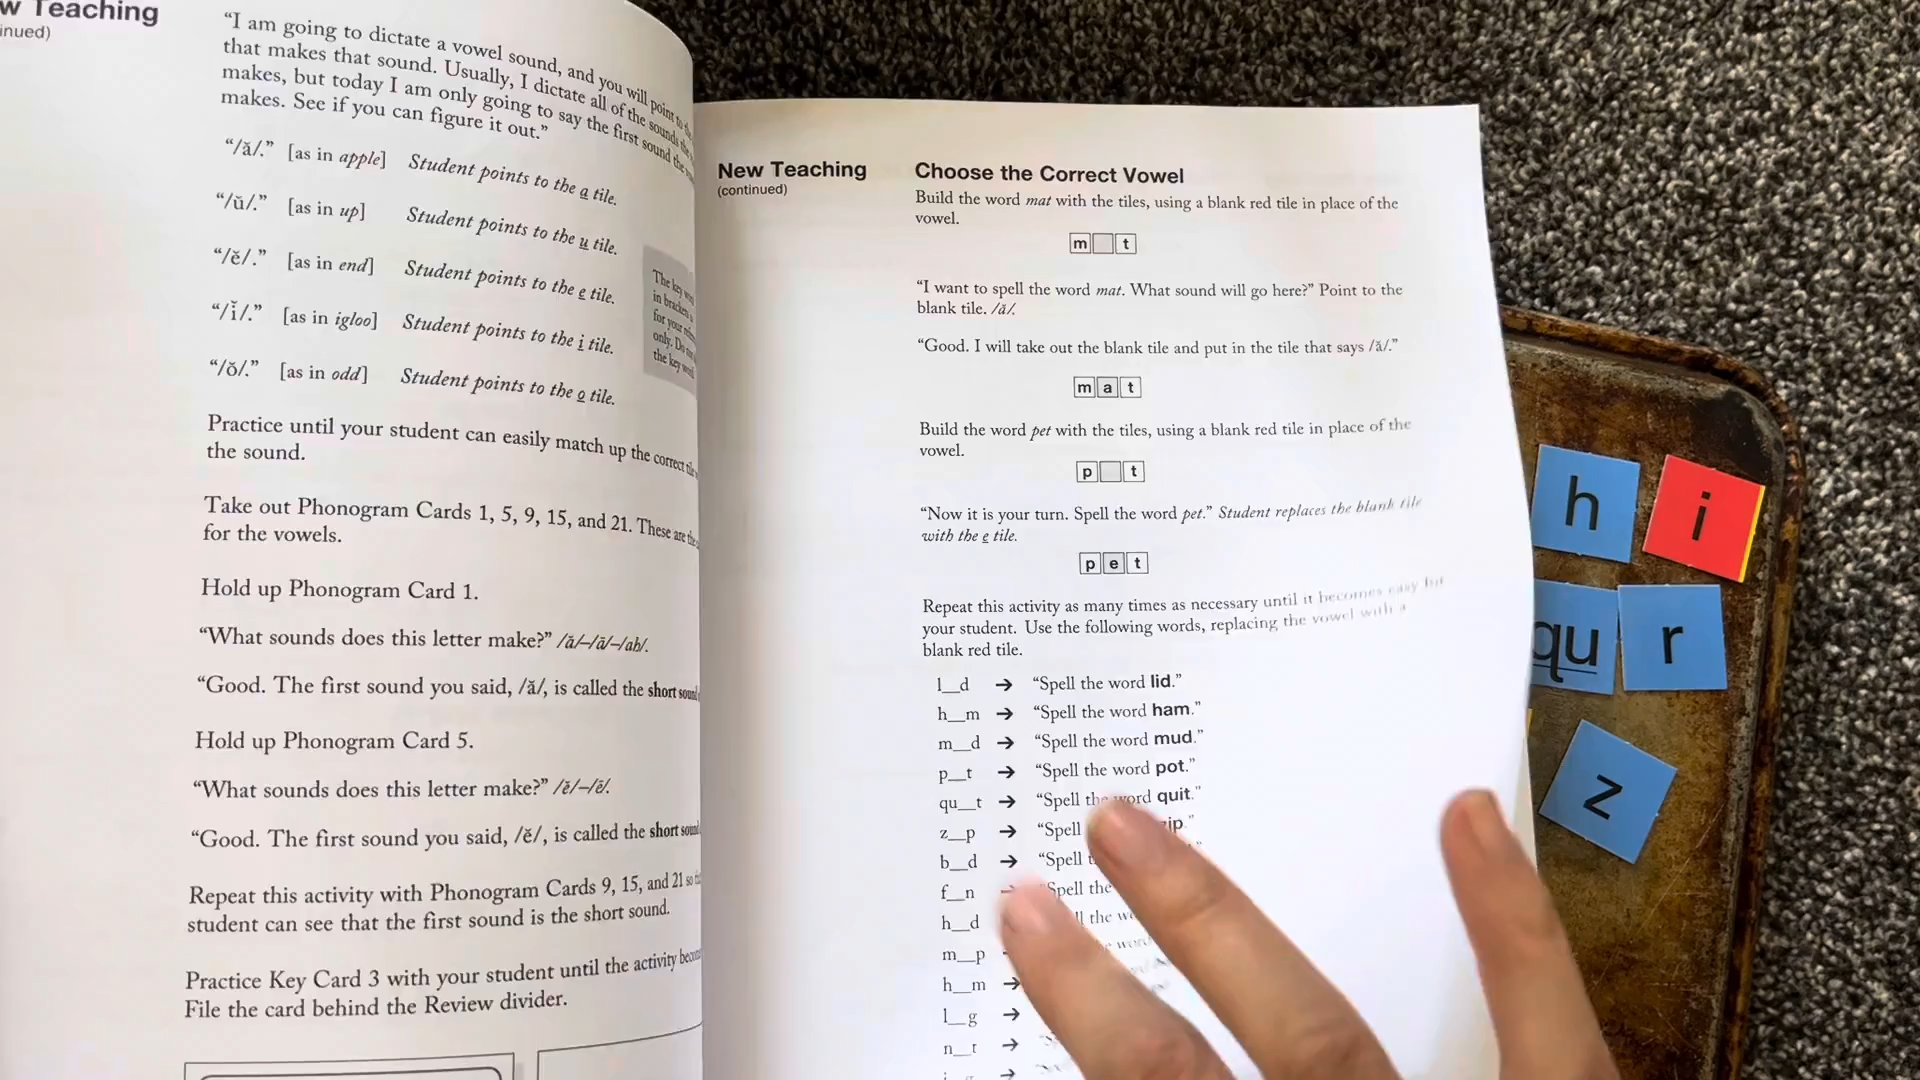 w Teaching
inued)
“I am going to dictate a vowel sound, and you will point to the
that makes that sound. Usually, I dictate all of the sounds the
makes, but today I am only going to say the first sound the
makes. See if you can figure it out.”
“/ă/.” [as in apple] Student points to the a tile.
“/ŭ/.” [as in up] Student points to the u tile.
“/ĕ/.” [as in end] Student points to the e tile.
“/ĭ/.” [as in igloo] Student points to the i tile.
“/ŏ/.” [as in odd] Student points to the o tile.
The key
in brackets
for your
only. Do
the key
Practice until your student can easily match up the correct
the sound.
Take out Phonogram Cards 1, 5, 9, 15, and 21. These are the
for the vowels.
Hold up Phonogram Card 1.
“What sounds does this letter make?” /ă/–/ā/–/ah/.
“Good. The first sound you said, /ă/, is called the short sound
Hold up Phonogram Card 5.
“What sounds does this letter make?” /ĕ/–/ē/.
“Good. The first sound you said, /ĕ/, is called the short sound
Repeat this activity with Phonogram Cards 9, 15, and 21 so
student can see that the first sound is the short sound.
Practice Key Card 3 with your student until the activity
File the card behind the Review divider.
New Teaching
(continued)
Choose the Correct Vowel
Build the word mat with the tiles, using a blank red tile in place of the
vowel.
m t
“I want to spell the word mat. What sound will go here?” Point to the
blank tile. /ă/.
“Good. I will take out the blank tile and put in the tile that says /ă/.”
m a t
Build the word pet with the tiles, using a blank red tile in place of the
vowel.
p t
“Now it is your turn. Spell the word pet.” Student replaces the blank tile
with the e tile.
p e t
Repeat this activity as many times as necessary until it becomes easy for
your student. Use the following words, replacing the vowel with a
blank red tile.
l__d → “Spell the word lid.”
h__m → “Spell the word ham.”
m__d → “Spell the word mud.”
p__t → “Spell the word pot.”
qu__t → “Spell the word quit.”
z__p → “Spell zip.”
b__d → “Spell
f__n → “Spell the
h__d the
m__p
h__m →
l__g →
n__t →
h i
qu r
z